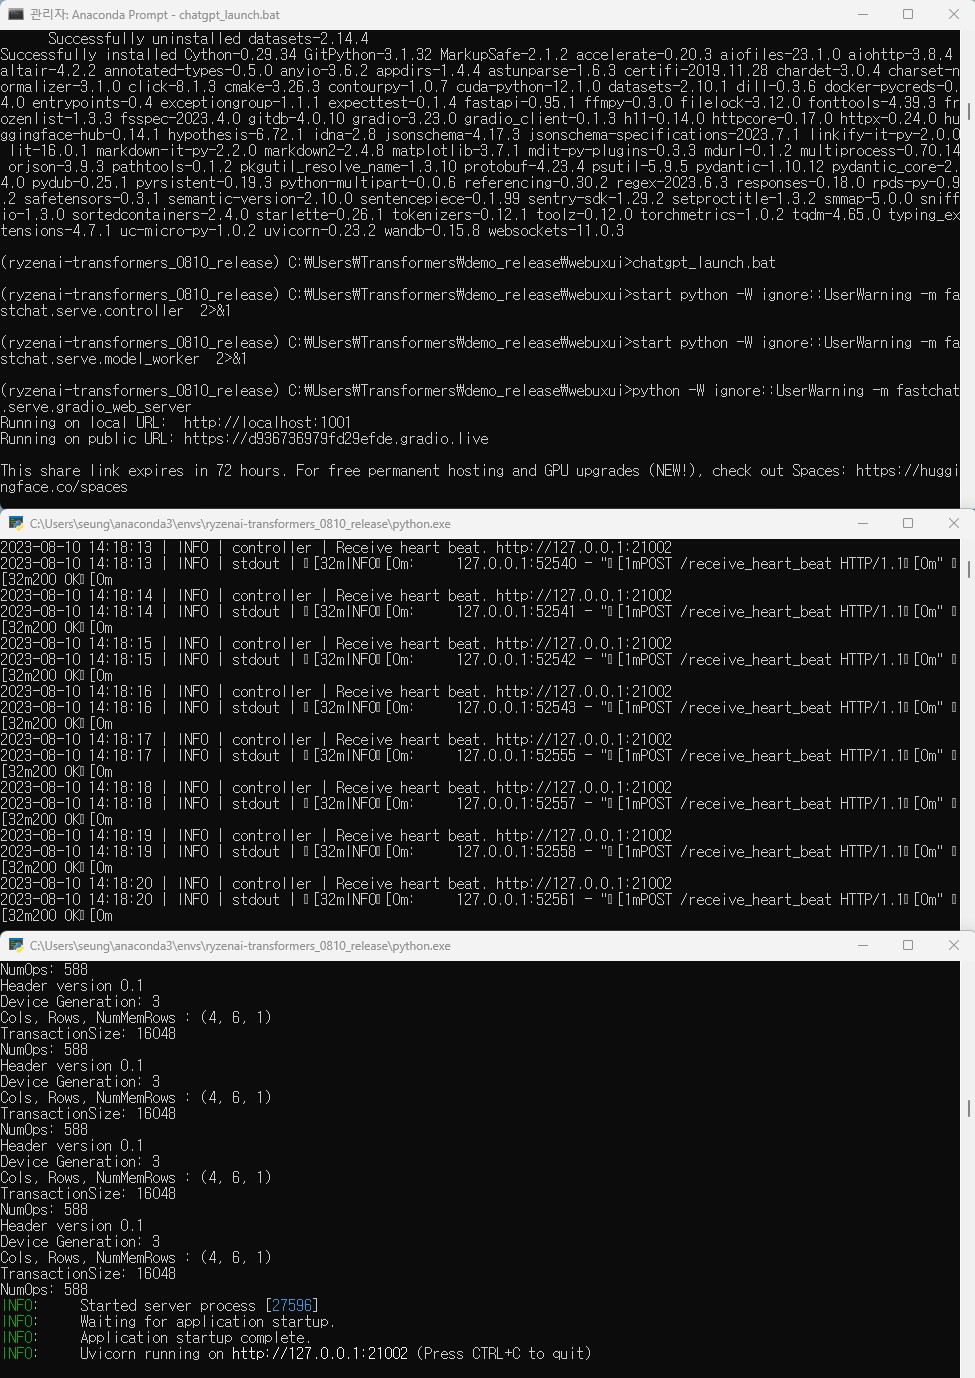 관리자: Anaconda Prompt - chatgpt_launch.bat
Successfully uninstalled datasets-2.14.4
Successfully installed Cython-0.29.34 GitPython-3.1.32 MarkupSafe-2.1.2 accelerate-0.20.3 aiofiles-23.1.0 aiohttp-3.8.4
altair-4.2.2 annotated-types-0.5.0 anyio-3.6.2 appdirs-1.4.4 astunparse-1.6.3 certifi-2019.11.28 chardet-3.0.4 charset-n
ormalizer-3.1.0 click-8.1.3 cmake-3.26.3 contourpy-1.0.7 cuda-python-12.1.0 datasets-2.10.1 dill-0.3.6 docker-pycreds-0.
4.0 entrypoints-0.4 exceptiongroup-1.1.1 expecttest-0.1.4 fastapi-0.95.1 ffmpy-0.3.0 filelock-3.12.0 fonttools-4.39.3 fr
ozenlist-1.3.3 fsspec-2023.4.0 gitdb-4.0.10 gradio-3.23.0 gradio_client-0.1.3 h11-0.14.0 httpcore-0.17.0 httpx-0.24.0 hu
ggingface-hub-0.14.1 hypothesis-6.72.1 idna-2.8 jsonschema-4.17.3 jsonschema-specifications-2023.7.1 linkify-it-py-2.0.0
lit-16.0.1 markdown-it-py-2.2.0 markdown2-2.4.8 matplotlib-3.7.1 mdit-py-plugins-0.3.3 mdurl-0.1.2 multiprocess-0.70.14
orjson-3.9.3 pathtools-0.1.2 pkgutil_resolve_name-1.3.10 protobuf-4.23.4 psutil-5.9.5 pydantic-1.10.12 pydantic_core-2.
4.0 pydub-0.25.1 pyrsistent-0.19.3 python-multipart-0.0.6 referencing-0.30.2 regex-2023.6.3 responses-0.18.0 rpds-py-0.9
.2 safetensors-0.3.1 semantic-version-2.10.0 sentencepiece-0.1.99 sentry-sdk-1.29.2 setproctitle-1.3.2 smmap-5.0.0 sniff
io-1.3.0 sortedcontainers-2.4.0 starlette-0.26.1 tokenizers-0.12.1 toolz-0.12.0 torchmetrics-1.0.2 tqdm-4.65.0 typing_ex
tensions-4.7.1 uc-micro-py-1.0.2 uvicorn-0.23.2 wandb-0.15.8 websockets-11.0.3
(ryzenai-transformers_0810_release) C:₩Users₩Transformers₩demo_release₩webuxui>chatgpt_launch.bat
(ryzenai-transformers_0810_release) C:₩Users₩Transformers₩demo_release₩webuxui>start python -W ignore::UserWarning -m fa
stchat.serve.controller  2>&1
(ryzenai-transformers_0810_release) C:₩Users₩Transformers₩demo_release₩webuxui>start python -W ignore::UserWarning -m fa
stchat.serve.model_worker  2>&1
(ryzenai-transformers_0810_release) C:₩Users₩Transformers₩demo_release₩webuxui>python -W ignore::UserWarning -m fastchat
.serve.gradio_web_server
Running on local URL:  http://localhost:1001
Running on public URL: https://d936736979fd29efde.gradio.live
This share link expires in 72 hours. For free permanent hosting and GPU upgrades (NEW!), check out Spaces: https://huggi
ngface.co/spaces
C:\Users\seung\anaconda3\envs\ryzenai-transformers_0810_release\python.exe
2023-08-10 14:18:13 | INFO | controller | Receive heart beat. http://127.0.0.1:21002
2023-08-10 14:18:13 | INFO | stdout | [32mINFO[0m:     127.0.0.1:52540 - "[1mPOST /receive_heart_beat HTTP/1.1[0m"
[32m200 OK[0m
2023-08-10 14:18:14 | INFO | controller | Receive heart beat. http://127.0.0.1:21002
2023-08-10 14:18:14 | INFO | stdout | [32mINFO[0m:     127.0.0.1:52541 - "[1mPOST /receive_heart_beat HTTP/1.1[0m"
[32m200 OK[0m
2023-08-10 14:18:15 | INFO | controller | Receive heart beat. http://127.0.0.1:21002
2023-08-10 14:18:15 | INFO | stdout | [32mINFO[0m:     127.0.0.1:52542 - "[1mPOST /receive_heart_beat HTTP/1.1[0m"
[32m200 OK[0m
2023-08-10 14:18:16 | INFO | controller | Receive heart beat. http://127.0.0.1:21002
2023-08-10 14:18:16 | INFO | stdout | [32mINFO[0m:     127.0.0.1:52543 - "[1mPOST /receive_heart_beat HTTP/1.1[0m"
[32m200 OK[0m
2023-08-10 14:18:17 | INFO | controller | Receive heart beat. http://127.0.0.1:21002
2023-08-10 14:18:17 | INFO | stdout | [32mINFO[0m:     127.0.0.1:52555 - "[1mPOST /receive_heart_beat HTTP/1.1[0m"
[32m200 OK[0m
2023-08-10 14:18:18 | INFO | controller | Receive heart beat. http://127.0.0.1:21002
2023-08-10 14:18:18 | INFO | stdout | [32mINFO[0m:     127.0.0.1:52557 - "[1mPOST /receive_heart_beat HTTP/1.1[0m"
[32m200 OK[0m
2023-08-10 14:18:19 | INFO | controller | Receive heart beat. http://127.0.0.1:21002
2023-08-10 14:18:19 | INFO | stdout | [32mINFO[0m:     127.0.0.1:52558 - "[1mPOST /receive_heart_beat HTTP/1.1[0m"
[32m200 OK[0m
2023-08-10 14:18:20 | INFO | controller | Receive heart beat. http://127.0.0.1:21002
2023-08-10 14:18:20 | INFO | stdout | [32mINFO[0m:     127.0.0.1:52561 - "[1mPOST /receive_heart_beat HTTP/1.1[0m"
[32m200 OK[0m
C:\Users\seung\anaconda3\envs\ryzenai-transformers_0810_release\python.exe
NumOps: 588
Header version 0.1
Device Generation: 3
Cols, Rows, NumMemRows : (4, 6, 1)
TransactionSize: 16048
NumOps: 588
Header version 0.1
Device Generation: 3
Cols, Rows, NumMemRows : (4, 6, 1)
TransactionSize: 16048
NumOps: 588
Header version 0.1
Device Generation: 3
Cols, Rows, NumMemRows : (4, 6, 1)
TransactionSize: 16048
NumOps: 588
Header version 0.1
Device Generation: 3
Cols, Rows, NumMemRows : (4, 6, 1)
TransactionSize: 16048
NumOps: 588
INFO:     Started server process [27596]
INFO:     Waiting for application startup.
INFO:     Application startup complete.
INFO:     Uvicorn running on http://127.0.0.1:21002 (Press CTRL+C to quit)